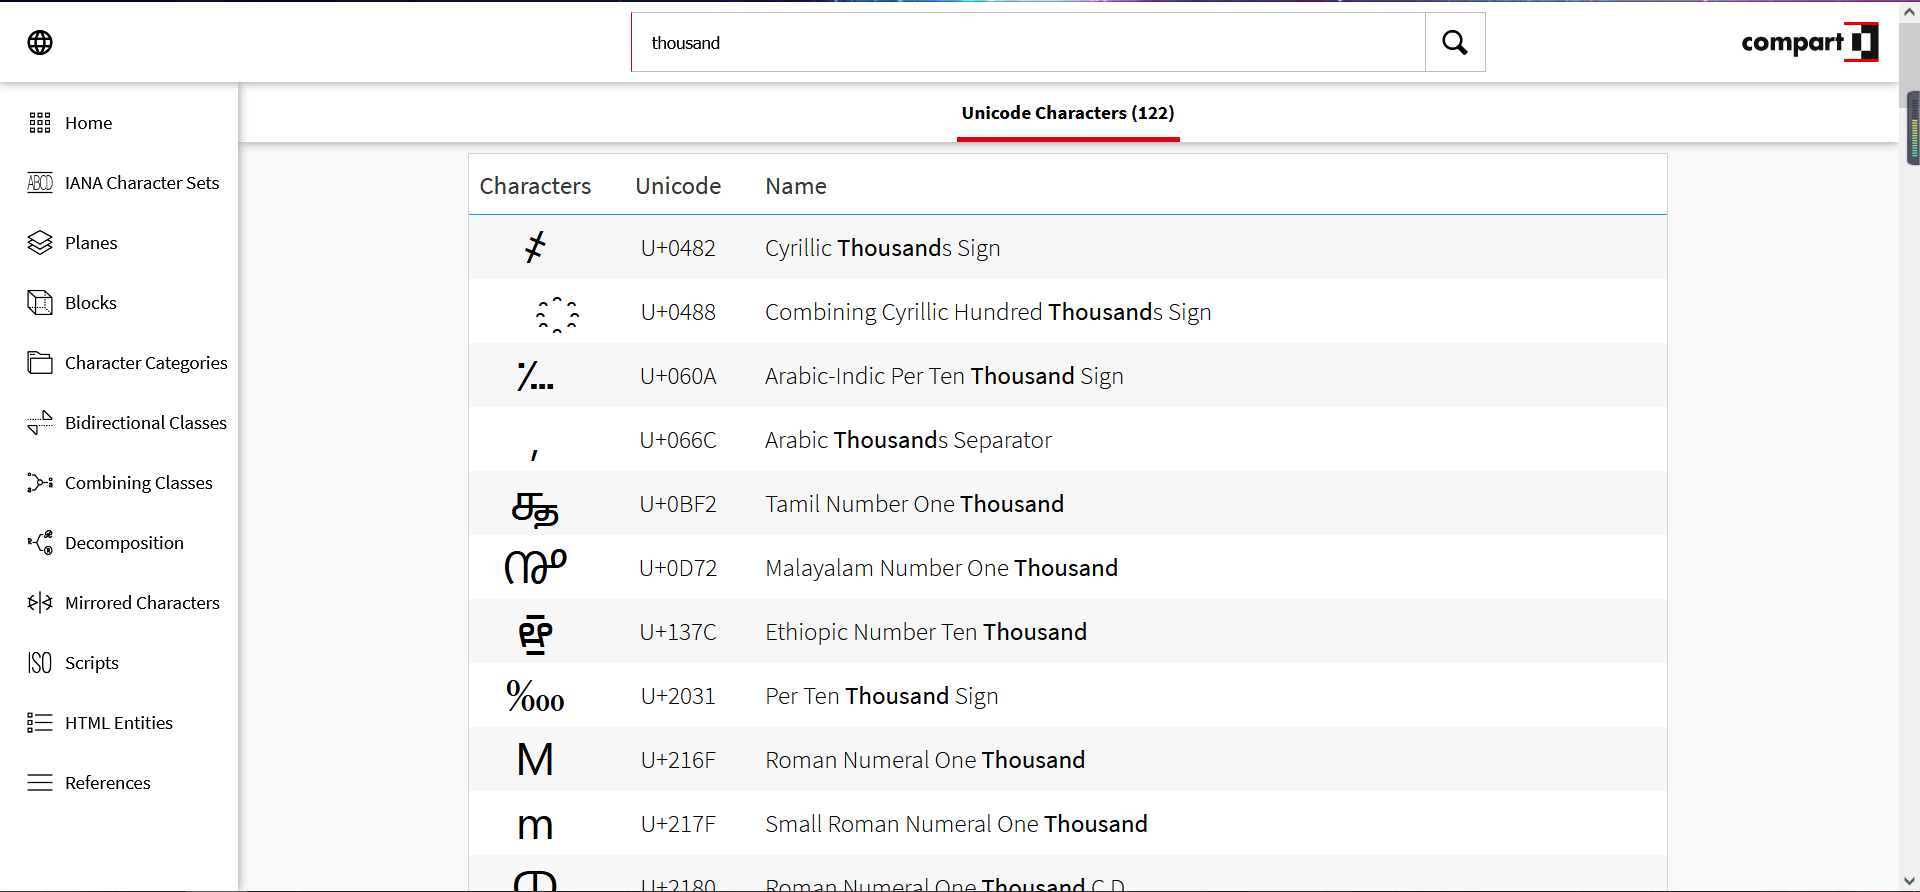 thousand
compart
Home
IANA Character Sets
Planes
Blocks
Character Categories
Bidirectional Classes
Combining Classes
Decomposition
Mirrored Characters
Scripts
HTML Entities
References
Unicode Characters (122)
Characters Unicode Name
҂ U+0482 Cyrillic Thousands Sign
҈ U+0488 Combining Cyrillic Hundred Thousands Sign
؊ U+060A Arabic-Indic Per Ten Thousand Sign
٬ U+066C Arabic Thousands Separator
௲ U+0BF2 Tamil Number One Thousand
൲ U+0D72 Malayalam Number One Thousand
፼ U+137C Ethiopic Number Ten Thousand
‱ U+2031 Per Ten Thousand Sign
Ⅿ U+216F Roman Numeral One Thousand
ⅿ U+217F Small Roman Numeral One Thousand
ↀ U+2180 Roman Numeral One Thousand C D